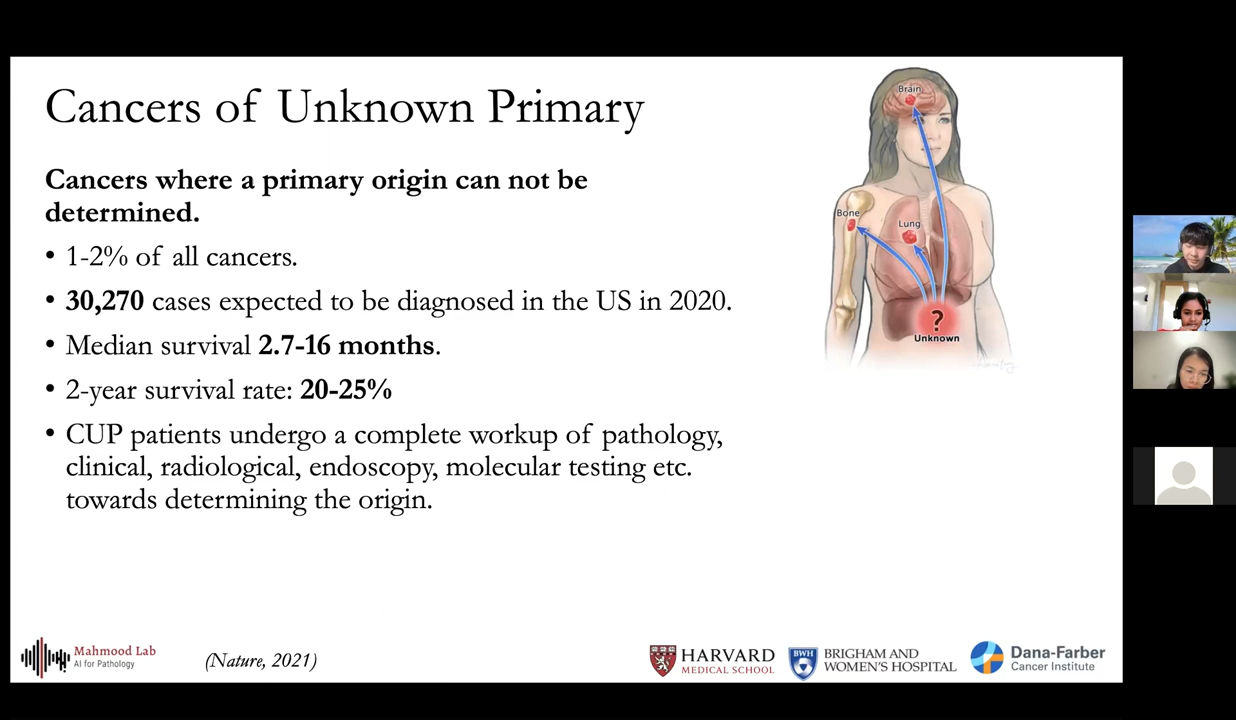 Cancers of Unknown Primary
Cancers where a primary origin can not be
determined.
• 1-2% of all cancers.
• 30,270 cases expected to be diagnosed in the US in 2020.
• Median survival 2.7-16 months.
• 2-year survival rate: 20-25%
• CUP patients undergo a complete workup of pathology,
clinical, radiological, endoscopy, molecular testing etc.
towards determining the origin.
Brain
Bone
Lung
?
Unknown
Mahmood Lab
AI for Pathology
(Nature, 2021)
HARVARD
MEDICAL SCHOOL
BWH
BRIGHAM AND
WOMEN'S HOSPITAL
Dana-Farber
Cancer Institute